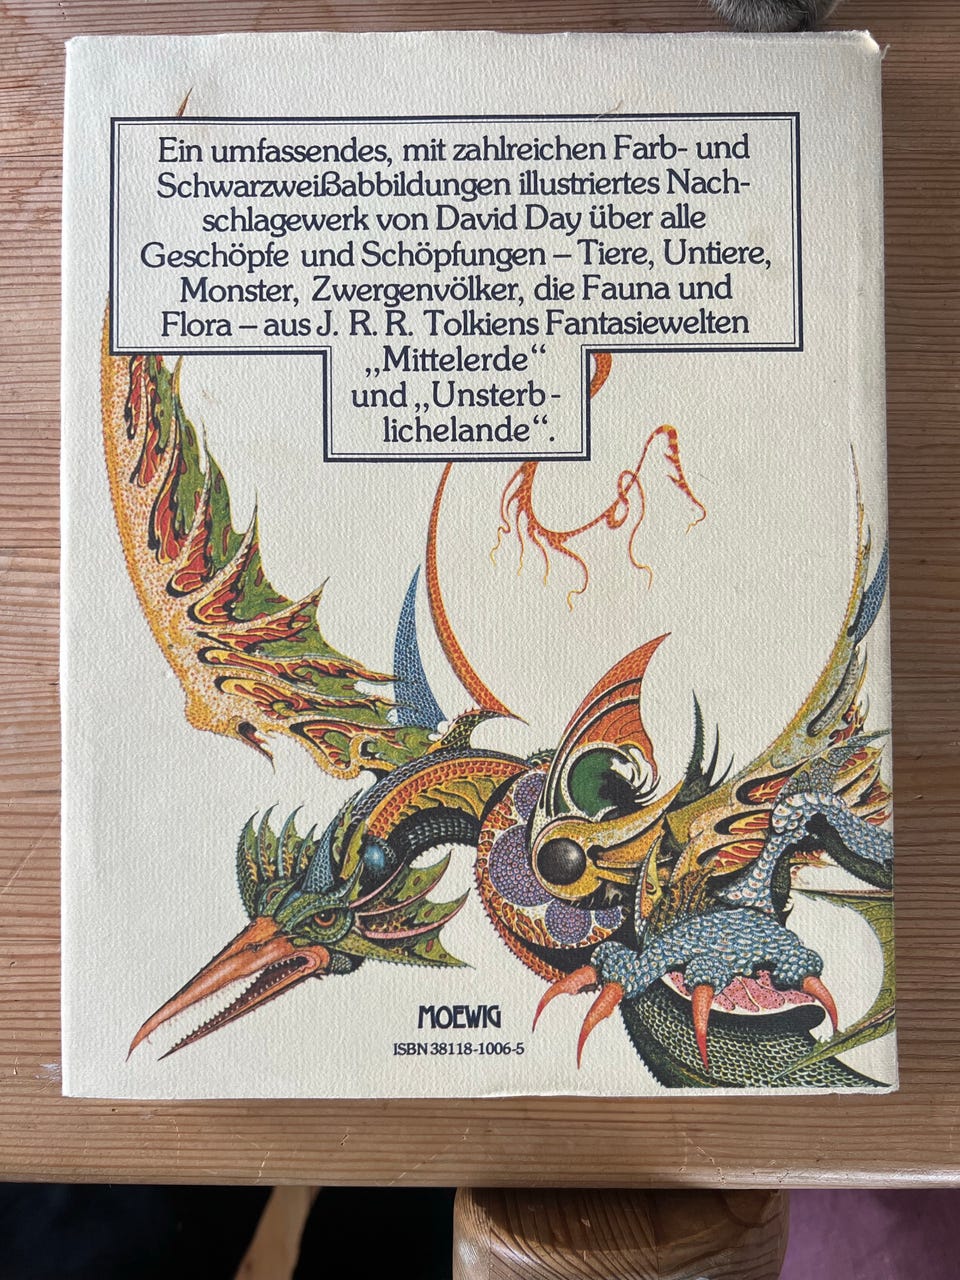 Ein umfassendes, mit zahlreichen Farb- und
Schwarzweißabbildungen illustriertes Nach-
schlagewerk von David Day über alle
Geschöpfe und Schöpfungen – Tiere, Untiere,
Monster, Zwergenvölker, die Fauna und
Flora – aus J. R. R. Tolkiens Fantasiewelten
„Mittelerde“
und „Unsterb-
lichelande“.
MOEWIG
ISBN 38118-1006-5